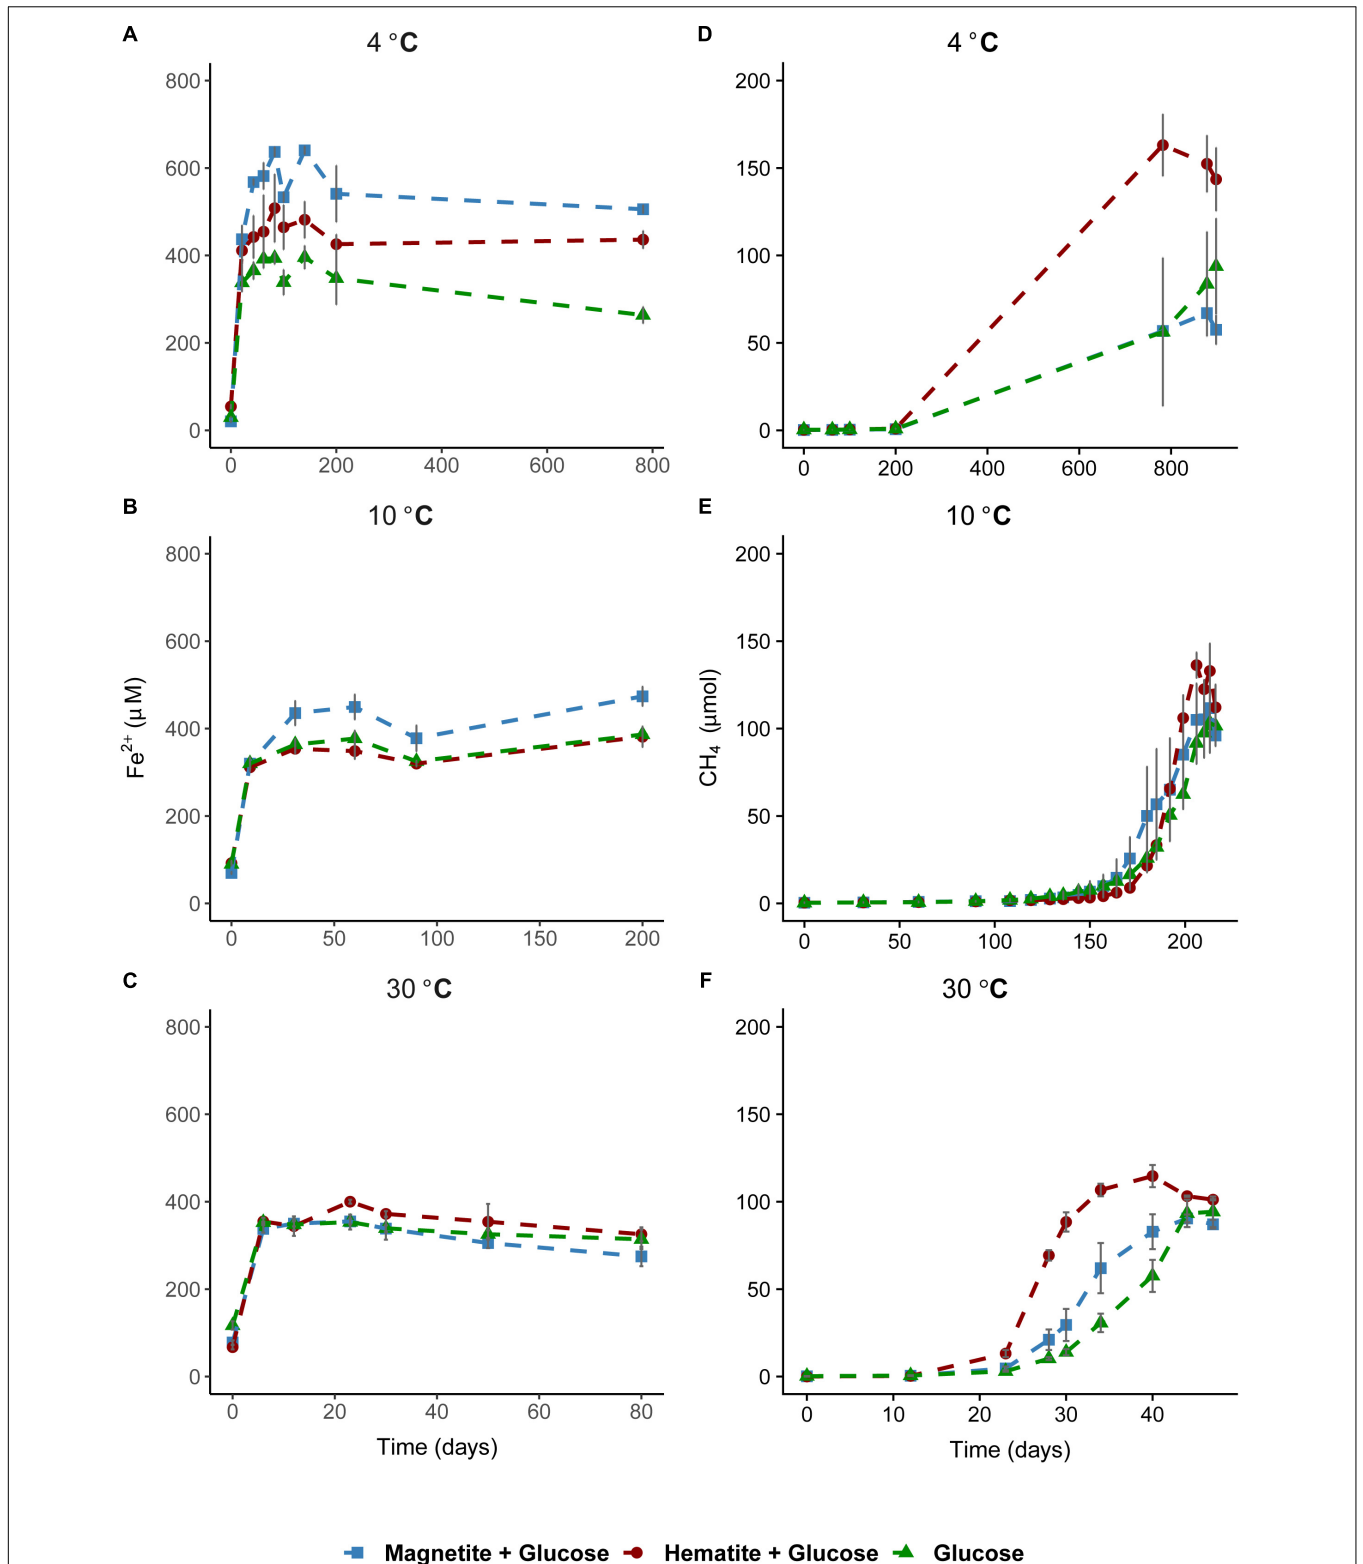 A
4 °C
800
600
400
200
0
0 200 400 600 800
D
4 °C
200
150
100
50
0
0 200 400 600 800
B
10 °C
800
600
400
200
0
0 50 100 150 200
E
10 °C
200
150
100
50
0
0 50 100 150 200
Fe²⁺ (μM)
CH₄ (μmol)
C
30 °C
800
600
400
200
0
0 20 40 60 80
Time (days)
F
30 °C
200
150
100
50
0
0 10 20 30 40
Time (days)
Magnetite + Glucose Hematite + Glucose Glucose